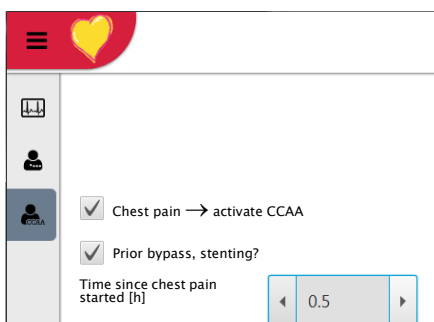 CCAA
Chest pain → activate CCAA
Prior bypass, stenting?
Time since chest pain
started [h]
0.5